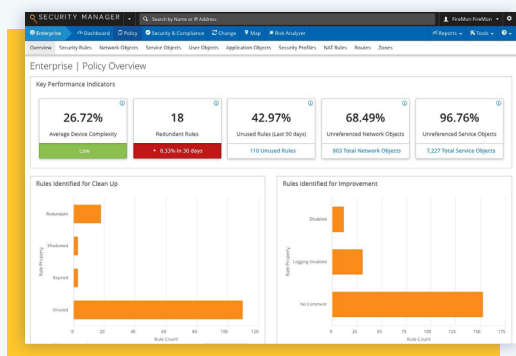 SECURITY MANAGER
Search by Name or IP Address
FireMon FireMon
Enterprise Dashboard Policy Security & Compliance Change Map Risk Analyzer Reports Tools
Overview Security Rules Network Objects Service Objects User Objects Application Objects Security Profiles NAT Rules Routes Zones
Enterprise | Policy Overview
Key Performance Indicators
26.72% 18 42.97% 68.49% 96.76%
Average Device Complexity Redundant Rules Unused Rules (Last 90 days) Unreferenced Network Objects Unreferenced Service Objects
Low 8.33% in 30 days 110 Unused Rules 803 Total Network Objects 7,227 Total Service Objects
Rules Identified for Clean Up
Rule Property
Redundant
Shadowed
Expired
Unused
0 20 40 60 80 100 120
Rule Count
Rules Identified for Improvement
Rule Property
Disabled
Logging Disabled
No Comment
0 25 50 75 100 125 150 175
Rule Count